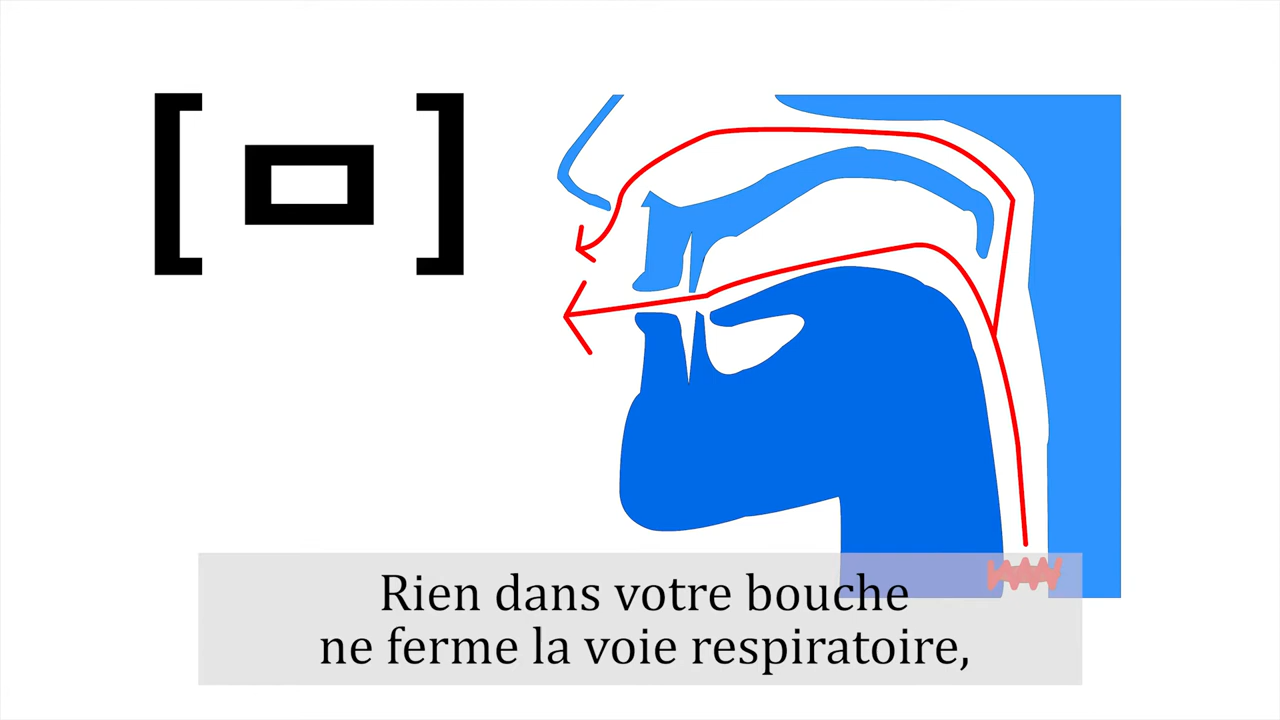 [ㅁ]
Rien dans votre bouche
ne ferme la voie respiratoire,